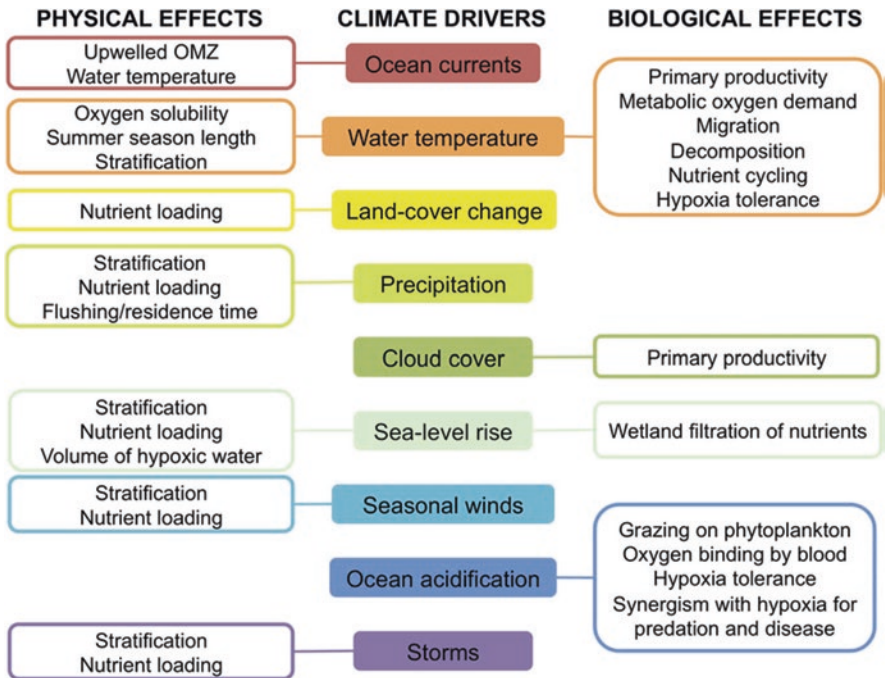 PHYSICAL EFFECTS
CLIMATE DRIVERS
BIOLOGICAL EFFECTS
Upwelled OMZ
Water temperature
Ocean currents
Oxygen solubility
Summer season length
Stratification
Water temperature
Primary productivity
Metabolic oxygen demand
Migration
Decomposition
Nutrient cycling
Hypoxia tolerance
Nutrient loading
Land-cover change
Stratification
Nutrient loading
Flushing/residence time
Precipitation
Cloud cover
Primary productivity
Stratification
Nutrient loading
Volume of hypoxic water
Sea-level rise
Wetland filtration of nutrients
Stratification
Nutrient loading
Seasonal winds
Ocean acidification
Grazing on phytoplankton
Oxygen binding by blood
Hypoxia tolerance
Synergism with hypoxia for
predation and disease
Stratification
Nutrient loading
Storms